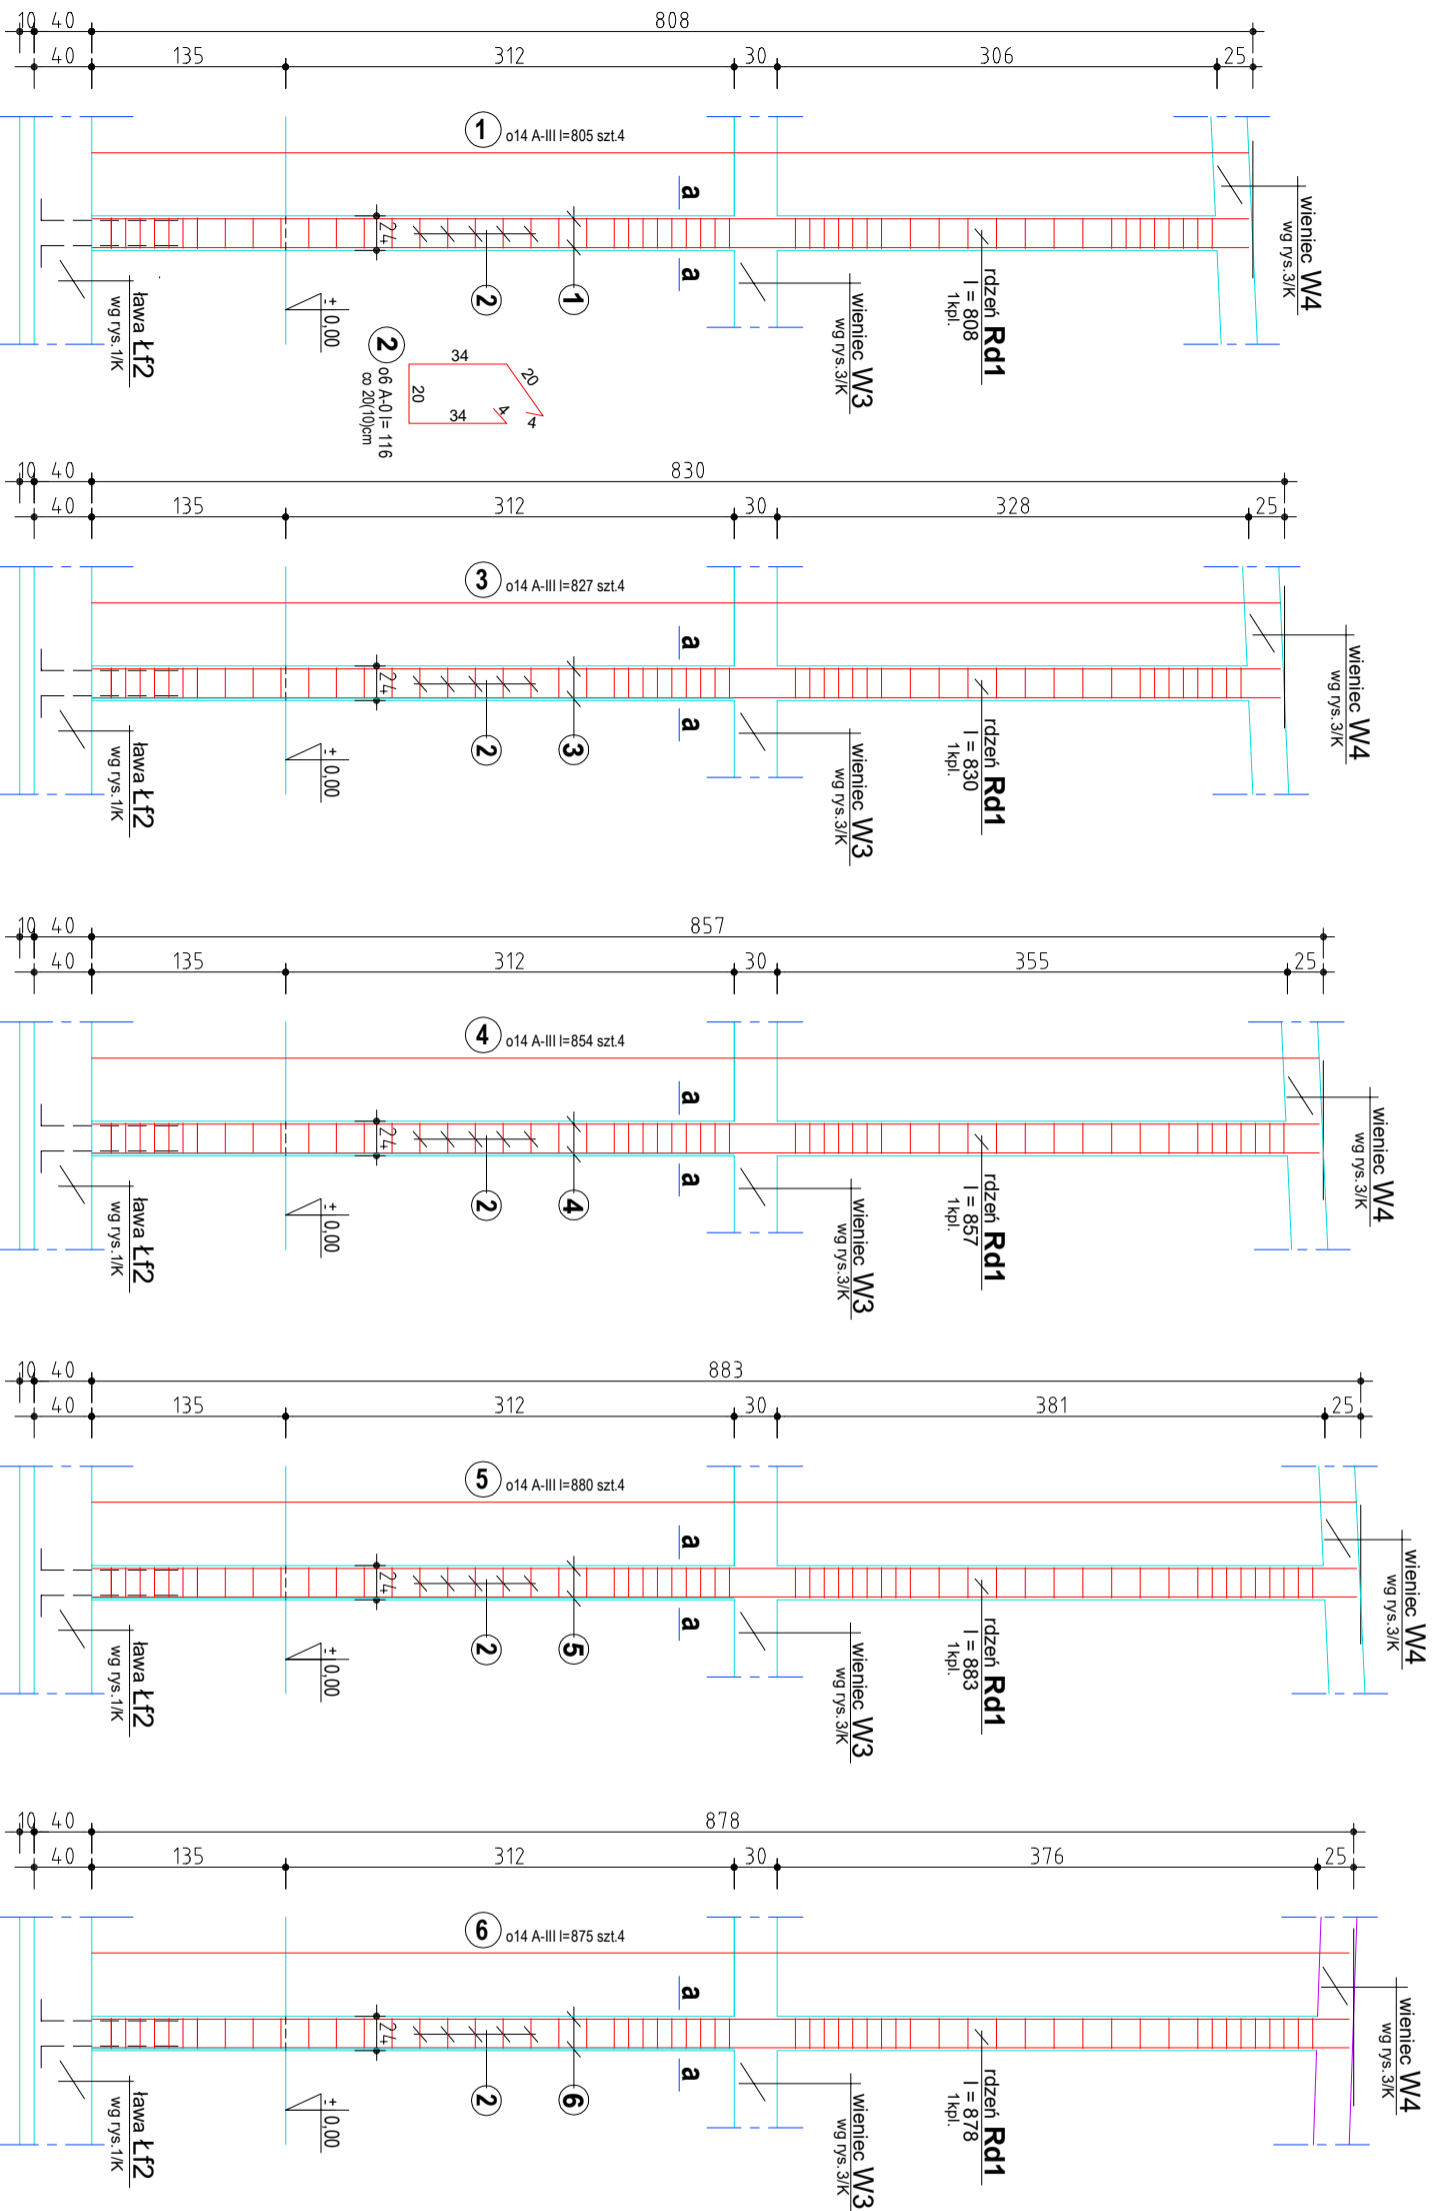 10 40 808
40 135 312 30 306 25
1 o14 A-III l=805 szt.4
a
a
24
1
2
± 0,00
ława Łf2
wg rys.1/K
wieniec W3
wg rys.3/K
rdzeń Rd1
l = 808
1kpl.
wieniec W4
wg rys.3/K
2 o6 A-0 l= 116
co 20(10)cm
34
20
4
4
20
34
10 40 830
40 135 312 30 328 25
3 o14 A-III l=827 szt.4
a
a
24
3
2
± 0,00
ława Łf2
wg rys.1/K
wieniec W3
wg rys.3/K
rdzeń Rd1
l = 830
1kpl.
wieniec W4
wg rys.3/K
10 40 857
40 135 312 30 355 25
4 o14 A-III l=854 szt.4
a
a
24
4
2
± 0,00
ława Łf2
wg rys.1/K
wieniec W3
wg rys.3/K
rdzeń Rd1
l = 857
1kpl.
wieniec W4
wg rys.3/K
10 40 883
40 135 312 30 381 25
5 o14 A-III l=880 szt.4
a
a
24
5
2
± 0,00
ława Łf2
wg rys.1/K
wieniec W3
wg rys.3/K
rdzeń Rd1
l = 883
1kpl.
wieniec W4
wg rys.3/K
10 40 878
40 135 312 30 376 25
6 o14 A-III l=875 szt.4
a
a
24
6
2
± 0,00
ława Łf2
wg rys.1/K
wieniec W3
wg rys.3/K
rdzeń Rd1
l = 878
1kpl.
wieniec W4
wg rys.3/K